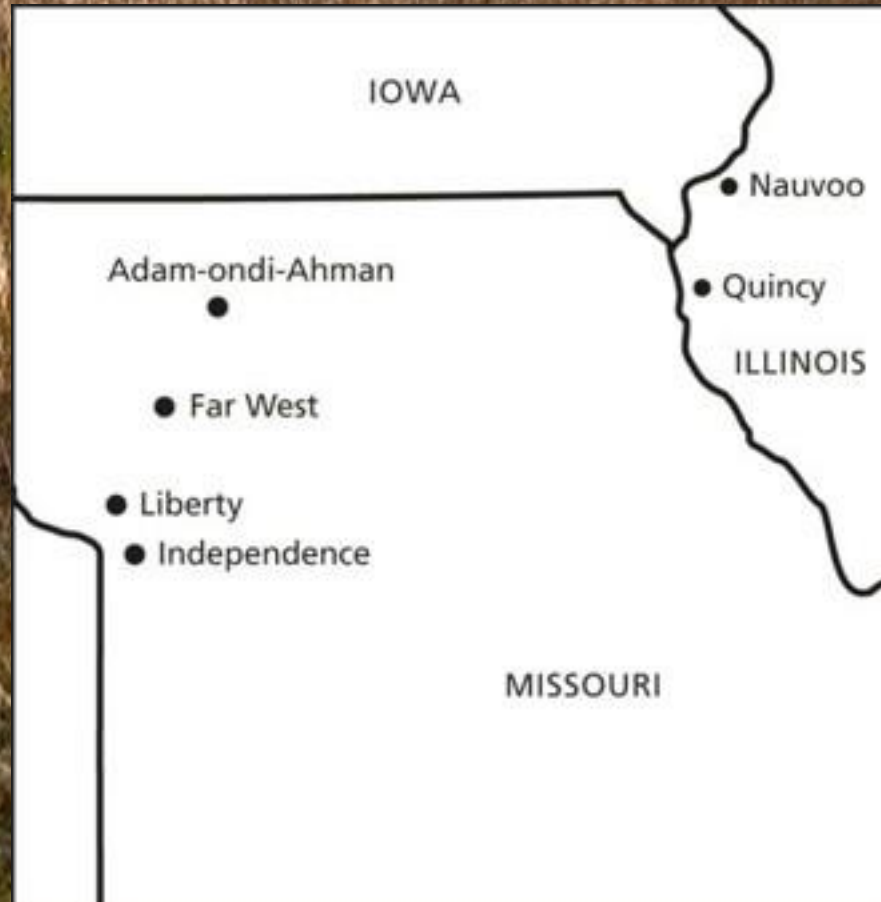 IOWA
Nauvoo
Adam-ondi-Ahman
Quincy
ILLINOIS
Far West
Liberty
Independence
MISSOURI